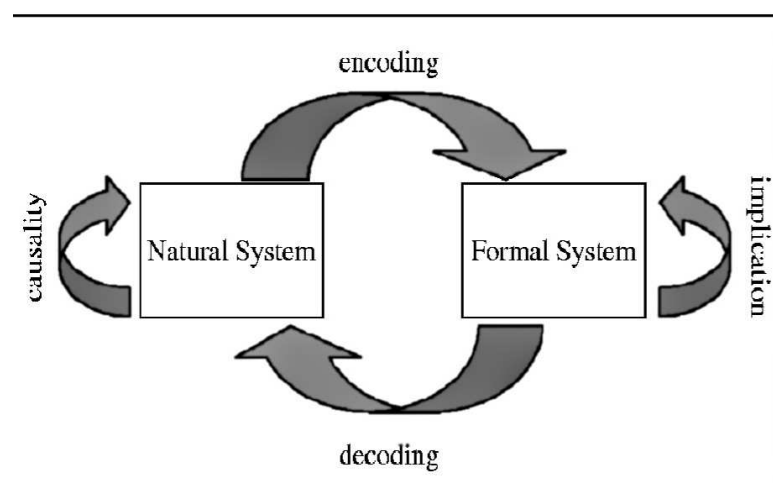 encoding
causality
Natural System
Formal System
implication
decoding